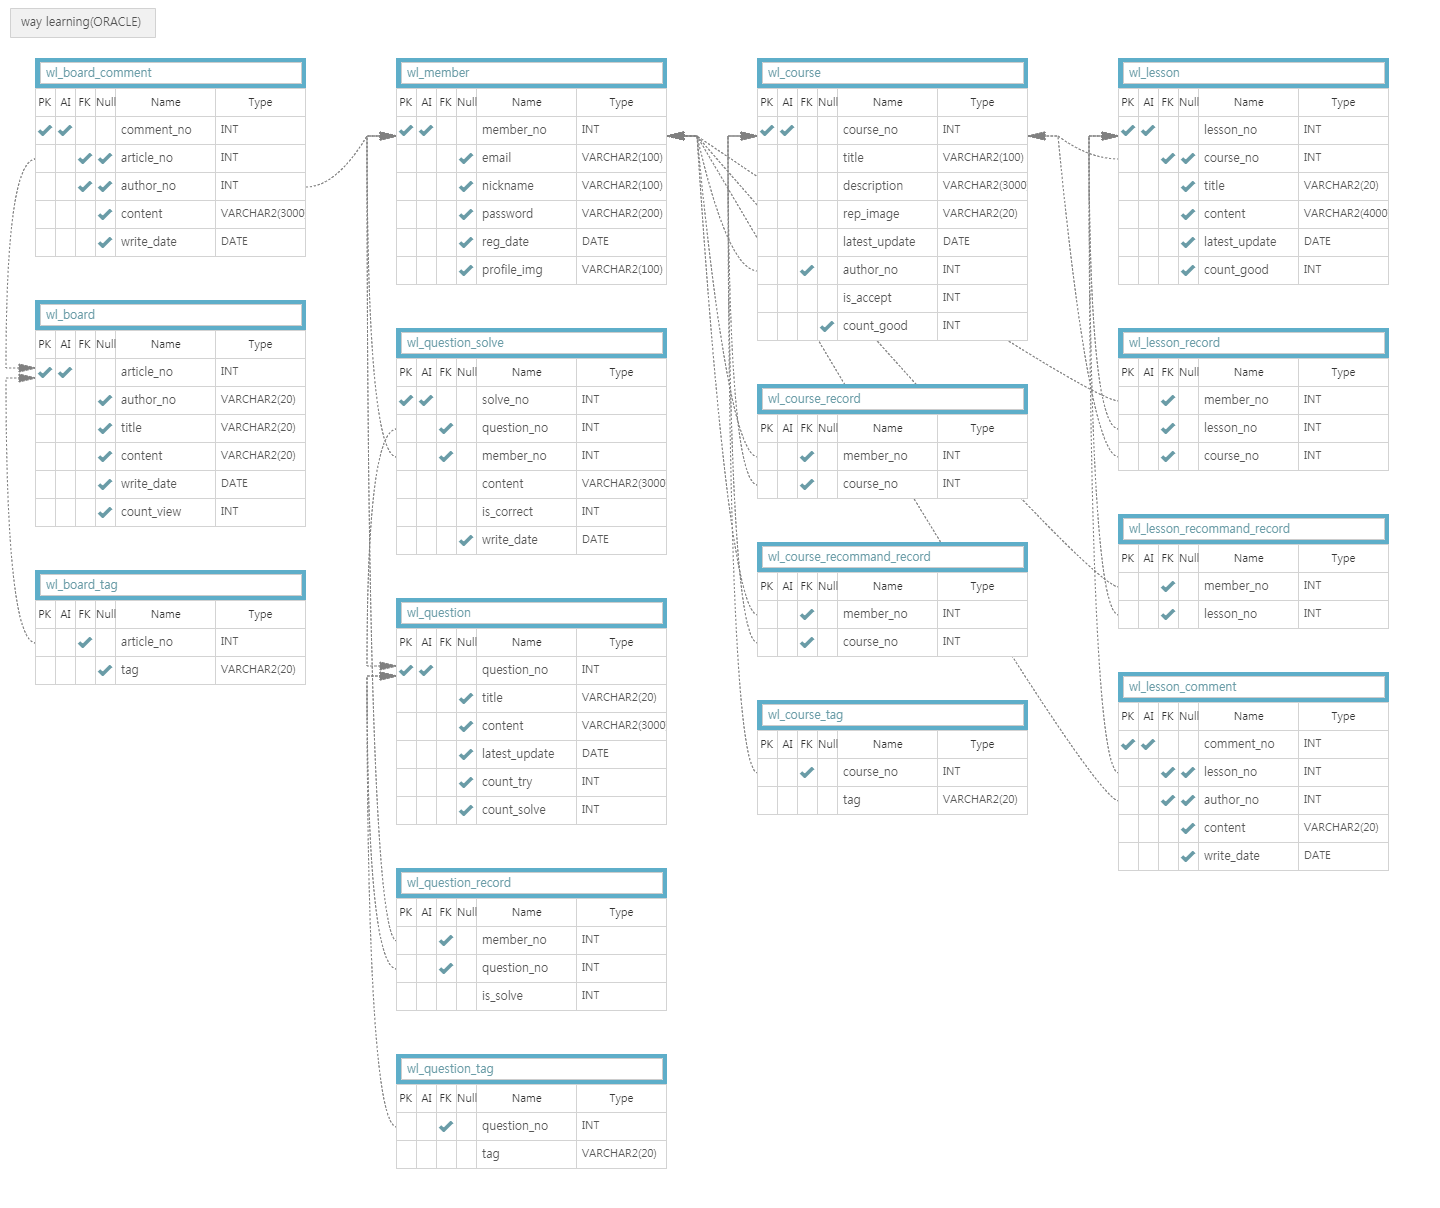 way learning(ORACLE)
wl_board_comment
PK AI FK Null Name Type
comment_no INT
article_no INT
author_no INT
content VARCHAR2(3000
write_date DATE
wl_board
PK AI FK Null Name Type
article_no INT
author_no VARCHAR2(20)
title VARCHAR2(20)
content VARCHAR2(20)
write_date DATE
count_view INT
wl_board_tag
PK AI FK Null Name Type
article_no INT
tag VARCHAR2(20)
wl_member
PK AI FK Null Name Type
member_no INT
email VARCHAR2(100)
nickname VARCHAR2(100)
password VARCHAR2(200)
reg_date DATE
profile_img VARCHAR2(100)
wl_question_solve
PK AI FK Null Name Type
solve_no INT
question_no INT
member_no INT
content VARCHAR2(3000
is_correct INT
write_date DATE
wl_question
PK AI FK Null Name Type
question_no INT
title VARCHAR2(20)
content VARCHAR2(3000
latest_update DATE
count_try INT
count_solve INT
wl_question_record
PK AI FK Null Name Type
member_no INT
question_no INT
is_solve INT
wl_question_tag
PK AI FK Null Name Type
question_no INT
tag VARCHAR2(20)
wl_course
PK AI FK Null Name Type
course_no INT
title VARCHAR2(100)
description VARCHAR2(3000
rep_image VARCHAR2(20)
latest_update DATE
author_no INT
is_accept INT
count_good INT
wl_course_record
PK AI FK Null Name Type
member_no INT
course_no INT
wl_course_recommand_record
PK AI FK Null Name Type
member_no INT
course_no INT
wl_course_tag
PK AI FK Null Name Type
course_no INT
tag VARCHAR2(20)
wl_lesson
PK AI FK Null Name Type
lesson_no INT
course_no INT
title VARCHAR2(20)
content VARCHAR2(4000
latest_update DATE
count_good INT
wl_lesson_record
PK AI FK Null Name Type
member_no INT
lesson_no INT
course_no INT
wl_lesson_recommand_record
PK AI FK Null Name Type
member_no INT
lesson_no INT
wl_lesson_comment
PK AI FK Null Name Type
comment_no INT
lesson_no INT
author_no INT
content VARCHAR2(20)
write_date DATE